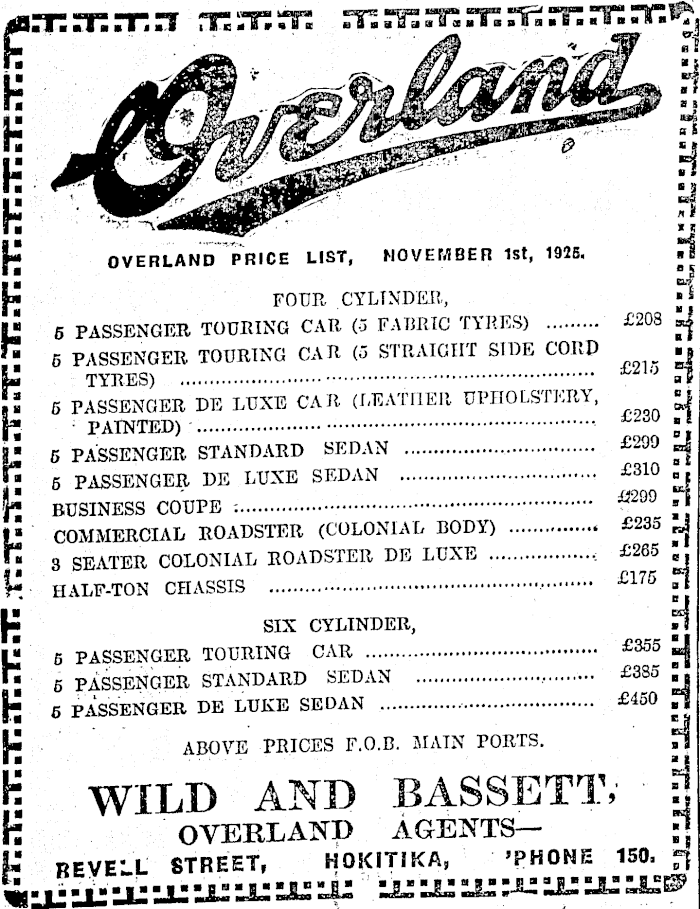 Overland
OVERLAND PRICE LIST, NOVEMBER 1st, 1925.
FOUR CYLINDER,
5 PASSENGER TOURING CAR (5 FABRIC TYRES) ......... £208
5 PASSENGER TOURING CAR (5 STRAIGHT SIDE CORD
TYRES) ............................................................ £215
5 PASSENGER DE LUXE CAR (LEATHER UPHOLSTERY,
PAINTED) .......................................................... £230
5 PASSENGER STANDARD SEDAN ............................... £299
5 PASSENGER DE LUXE SEDAN ............................... £310
BUSINESS COUPE ..................................................... £299
COMMERCIAL ROADSTER (COLONIAL BODY) .............. £235
3 SEATER COLONIAL ROADSTER DE LUXE ................. £265
HALF-TON CHASSIS ................................................ £175
SIX CYLINDER,
5 PASSENGER TOURING CAR ..................................... £355
5 PASSENGER STANDARD SEDAN ............................ £385
5 PASSENGER DE LUKE SEDAN .................................. £450
ABOVE PRICES F.O.B. MAIN PORTS.
WILD AND BASSETT,
OVERLAND AGENTS—
REVELL STREET, HOKITIKA, 'PHONE 150.